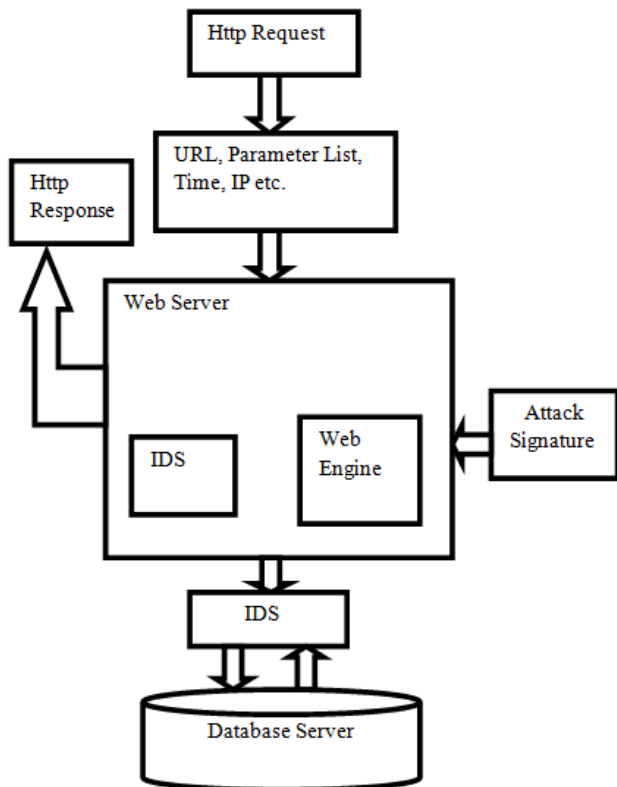 Http Request
URL, Parameter List,
Time, IP etc.
Http
Response
Web Server
IDS
Web
Engine
Attack
Signature
IDS
Database Server